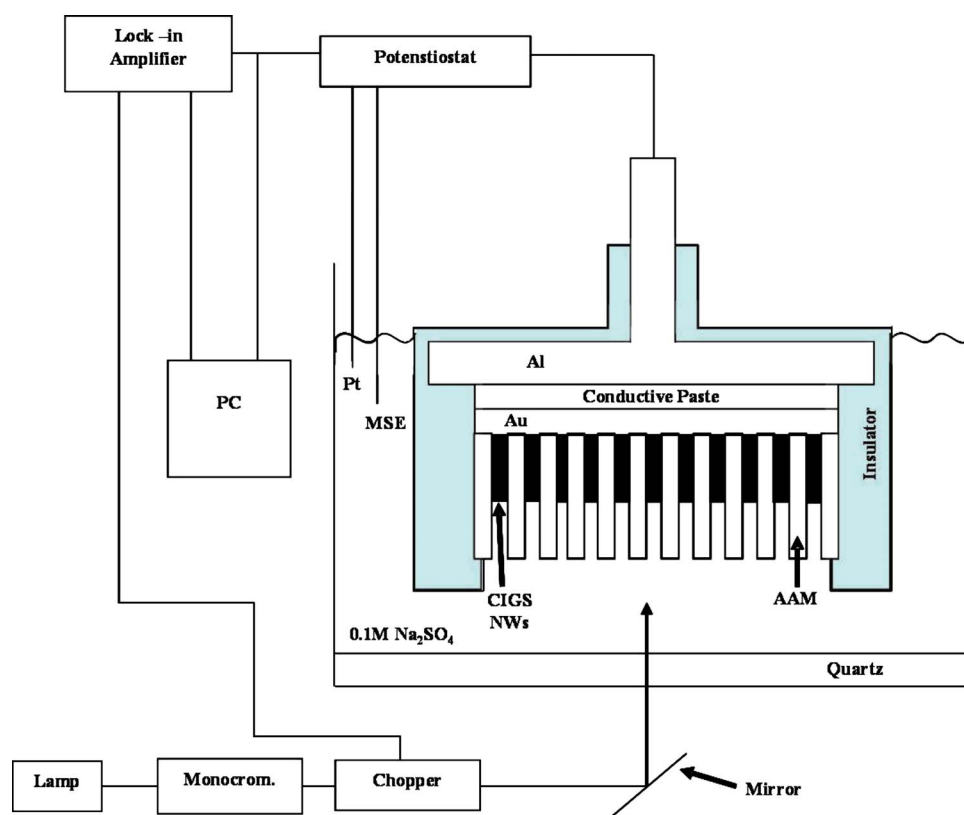 Lock –in
Amplifier
Potenstiostat
Al
Pt
Conductive Paste
PC
MSE
Au
Insulator
CIGS
NWs
AAM
0.1M Na₂SO₄
Quartz
Lamp
Monocrom.
Chopper
Mirror